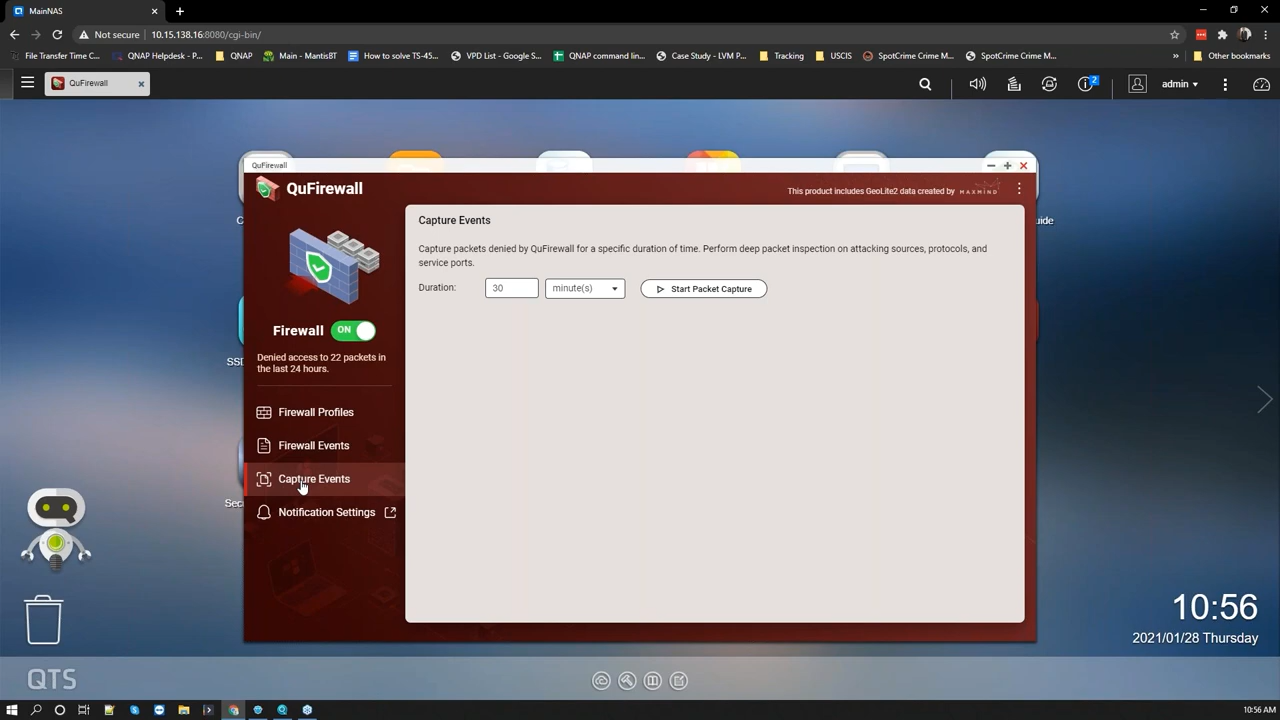 MainNAS
Not secure | 10.15.138.16:8080/cgi-bin/
File Transfer Time C...
QNAP Helpdesk - P...
QNAP
Main - MantisBT
How to solve TS-45...
VPD List - Google S...
QNAP command lin...
Case Study - LVM P...
Tracking
USCIS
SpotCrime Crime M...
SpotCrime Crime M...
»
Other bookmarks
QuFirewall
2
admin
QuFirewall
QuFirewall
This product includes GeoLite2 data created by MAXMIND
Capture Events
Capture packets denied by QuFirewall for a specific duration of time. Perform deep packet inspection on attacking sources, protocols, and
service ports.
Duration: 30 minute(s) Start Packet Capture
Firewall ON
Denied access to 22 packets in
the last 24 hours.
Firewall Profiles
Firewall Events
Capture Events
Notification Settings
C
uide
SSI
Sec
10:56
2021/01/28 Thursday
QTS
10:56 AM